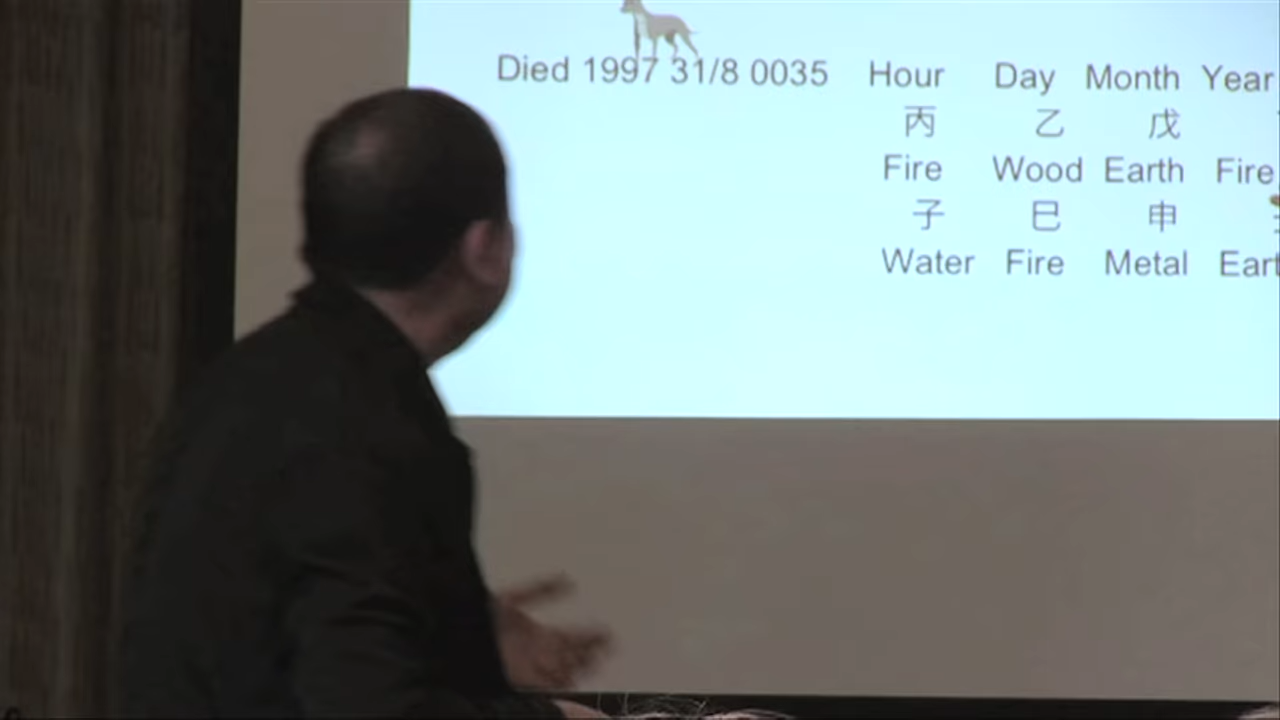 Died 1997 31/8 0035 Hour Day Month Year
丙 乙 戊
Fire Wood Earth Fire
子 巳 申
Water Fire Metal Eart